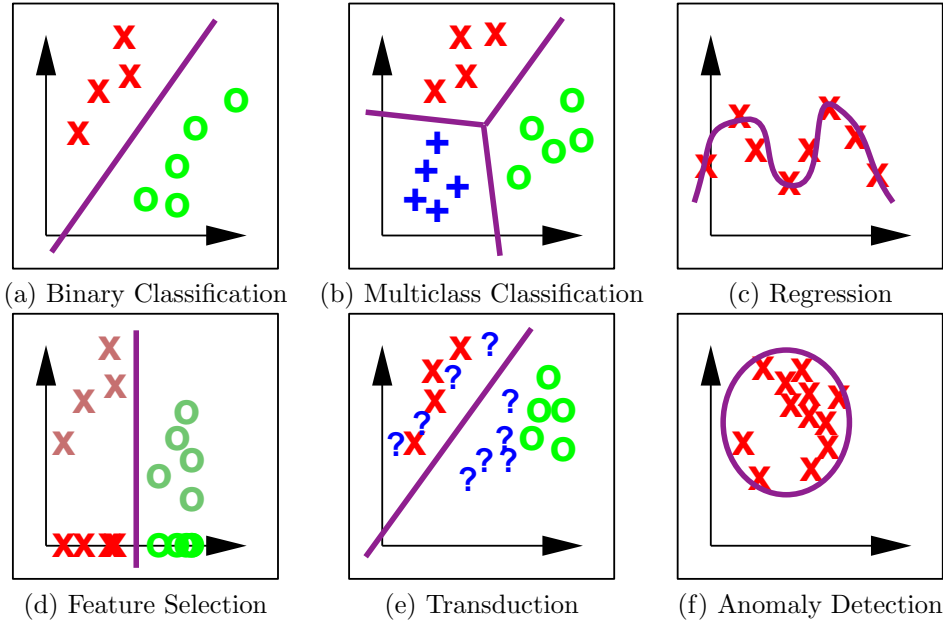 (a) Binary Classification
(b) Multiclass Classification
(c) Regression
(d) Feature Selection
(e) Transduction
(f) Anomaly Detection